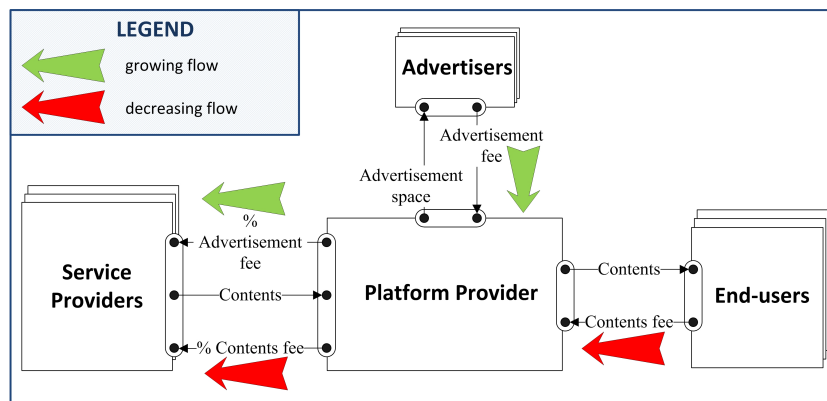 LEGEND
growing flow
decreasing flow
Advertisers
Advertisement
fee
Advertisement
space
%
Advertisement
fee
Service
Providers
Contents
% Contents fee
Platform Provider
Contents
Contents fee
End-users